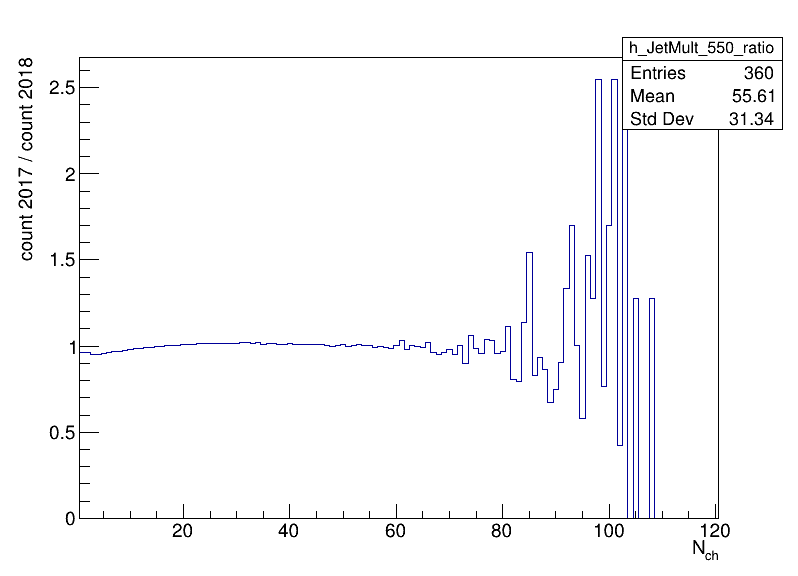 h_JetMult_550_ratio
Entries 360
Mean 55.61
Std Dev 31.34
count 2017 / count 2018
2.5
2
1.5
1
0.5
0
20 40 60 80 100 120
N_ch